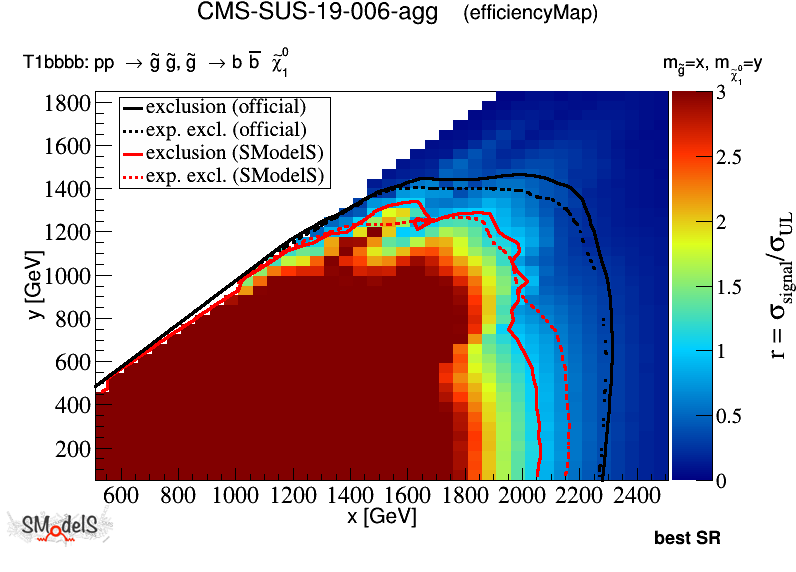 CMS-SUS-19-006-agg (efficiencyMap)
T1bbbb: pp → g̃ g̃, g̃ → b b̅ χ̃₁⁰
m_g̃=x, m_χ̃₁⁰=y
exclusion (official)
exp. excl. (official)
exclusion (SModelS)
exp. excl. (SModelS)
1800
1600
1400
1200
1000
800
600
400
200
y [GeV]
600 800 1000 1200 1400 1600 1800 2000 2200 2400
x [GeV]
3
2.5
2
1.5
1
0.5
0
r = σ_signal/σ_UL
SModelS
best SR